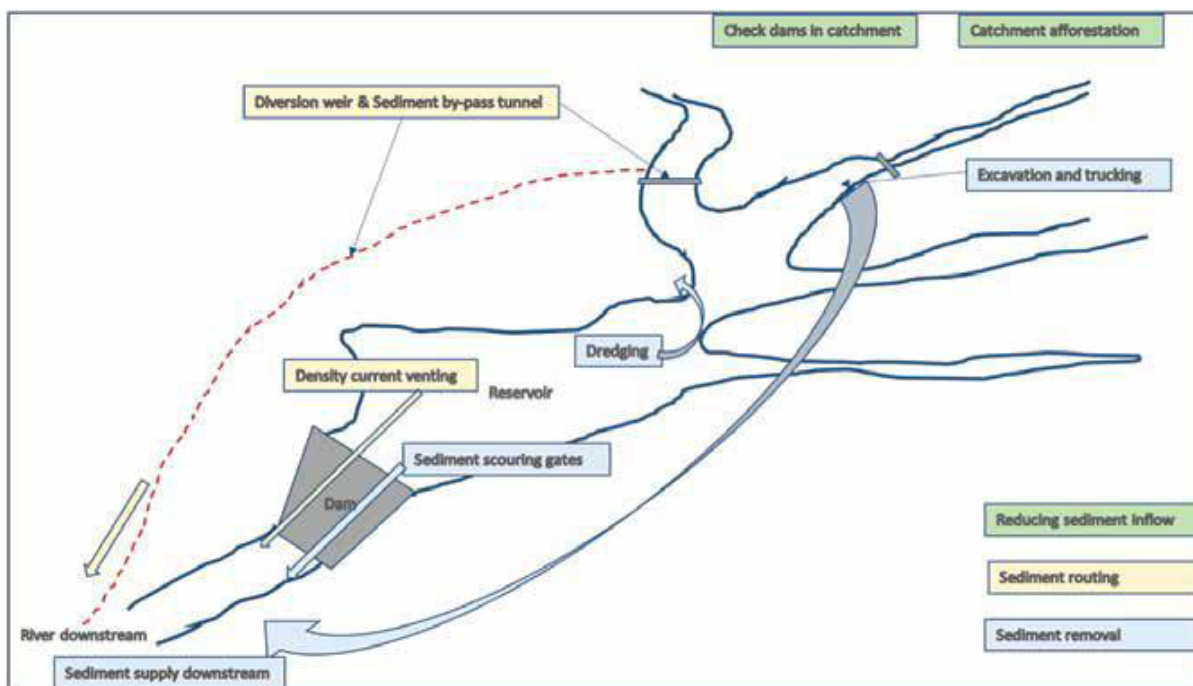 Check dams in catchment
Catchment afforestation
Diversion weir & Sediment by-pass tunnel
Excavation and trucking
Dredging
Density current venting
Reservoir
Sediment scouring gates
Dam
Reducing sediment inflow
Sediment routing
River downstream
Sediment removal
Sediment supply downstream